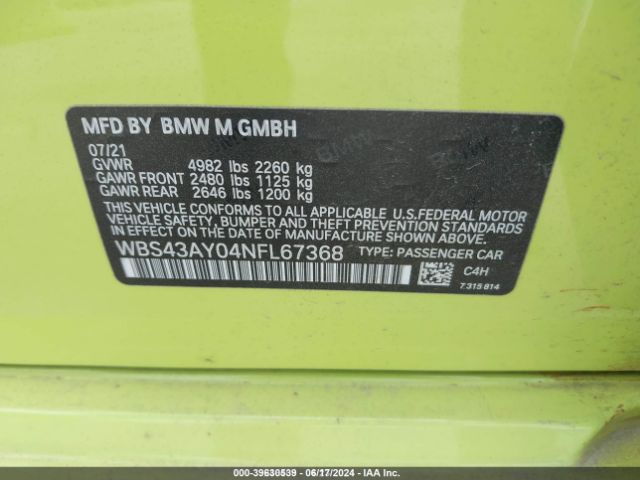 MFD BY BMW M GMBH
07/21
GVWR 4982 lbs 2260 kg
GAWR FRONT 2480 lbs 1125 kg
GAWR REAR 2646 lbs 1200 kg
THIS VEHICLE CONFORMS TO ALL APPLICABLE U.S.FEDERAL MOTOR
VEHICLE SAFETY, BUMPER AND THEFT PREVENTION STANDARDS
IN EFFECT ON THE DATE OF MANUFACTURE SHOWN ABOVE.
WBS43AY04NFL67368 TYPE: PASSENGER CAR
C4H
7 315 814
000-39630539 - 06/17/2024 - IAA Inc.